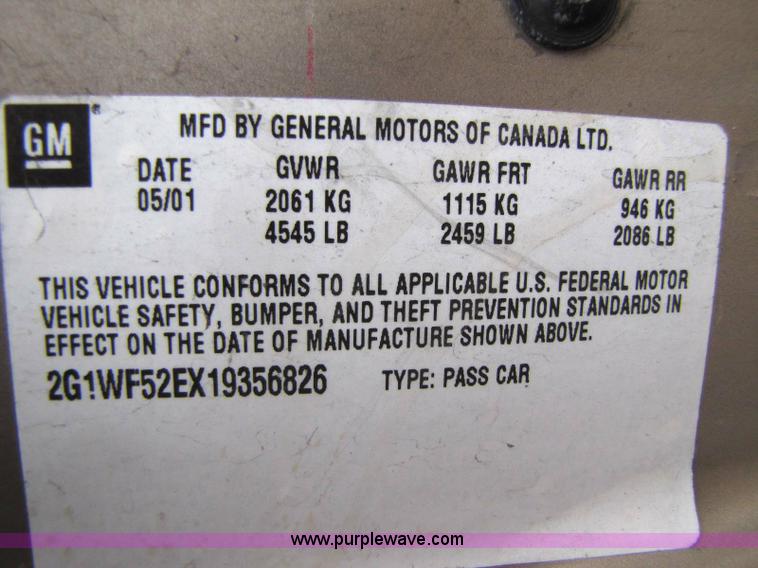 GM
MFD BY GENERAL MOTORS OF CANADA LTD.
DATE GVWR GAWR FRT GAWR RR
05/01 2061 KG 1115 KG 946 KG
4545 LB 2459 LB 2086 LB
THIS VEHICLE CONFORMS TO ALL APPLICABLE U.S. FEDERAL MOTOR
VEHICLE SAFETY, BUMPER, AND THEFT PREVENTION STANDARDS IN
EFFECT ON THE DATE OF MANUFACTURE SHOWN ABOVE.
2G1WF52EX19356826 TYPE: PASS CAR
www.purplewave.com